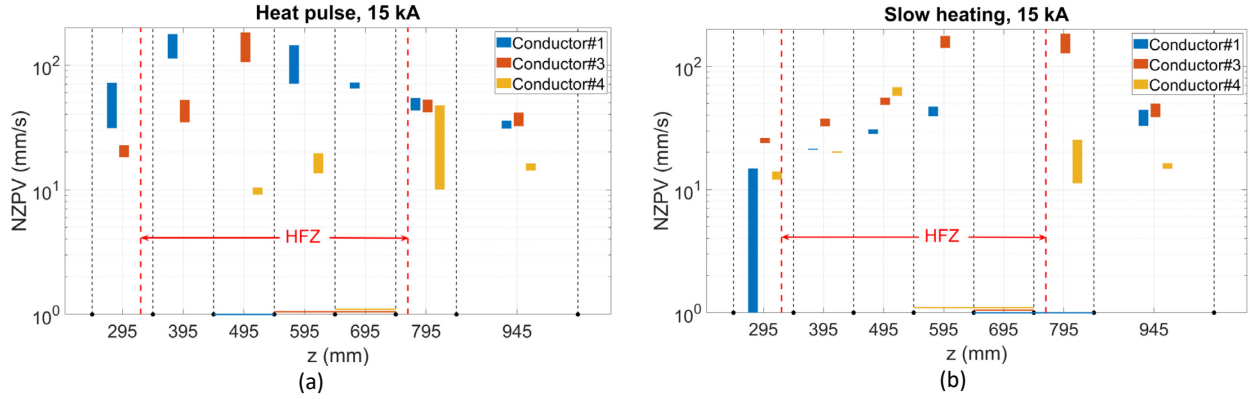 Heat pulse, 15 kA
NZPV (mm/s)
10^2
10^1
10^0
Conductor#1
Conductor#3
Conductor#4
HFZ
295 395 495 595 695 795 945
z (mm)
(a)
Slow heating, 15 kA
NZPV (mm/s)
10^2
10^1
10^0
Conductor#1
Conductor#3
Conductor#4
HFZ
295 395 495 595 695 795 945
z (mm)
(b)